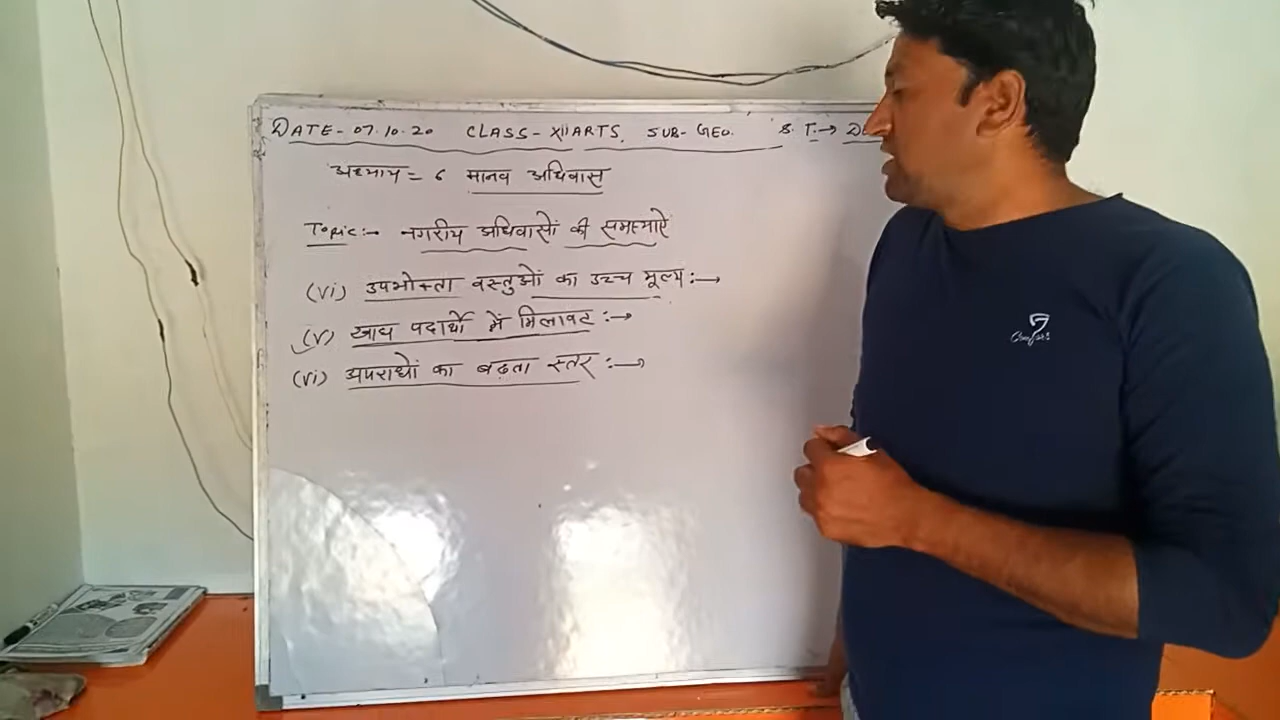 DATE- 07.10.20 CLASS-XII ARTS, SUB- GEO. S. T.→ DE
अध्याय = 6 मानव अधिवास
Topic:→ नगरीय अधिवासों की समस्याऐ
(Vi) उपभोक्ता वस्तुओं का उच्च मूल्य:→
(V) खाद्य पदार्थो में मिलावट :→
(Vi) अपराधों का बढ़ता स्तर :→